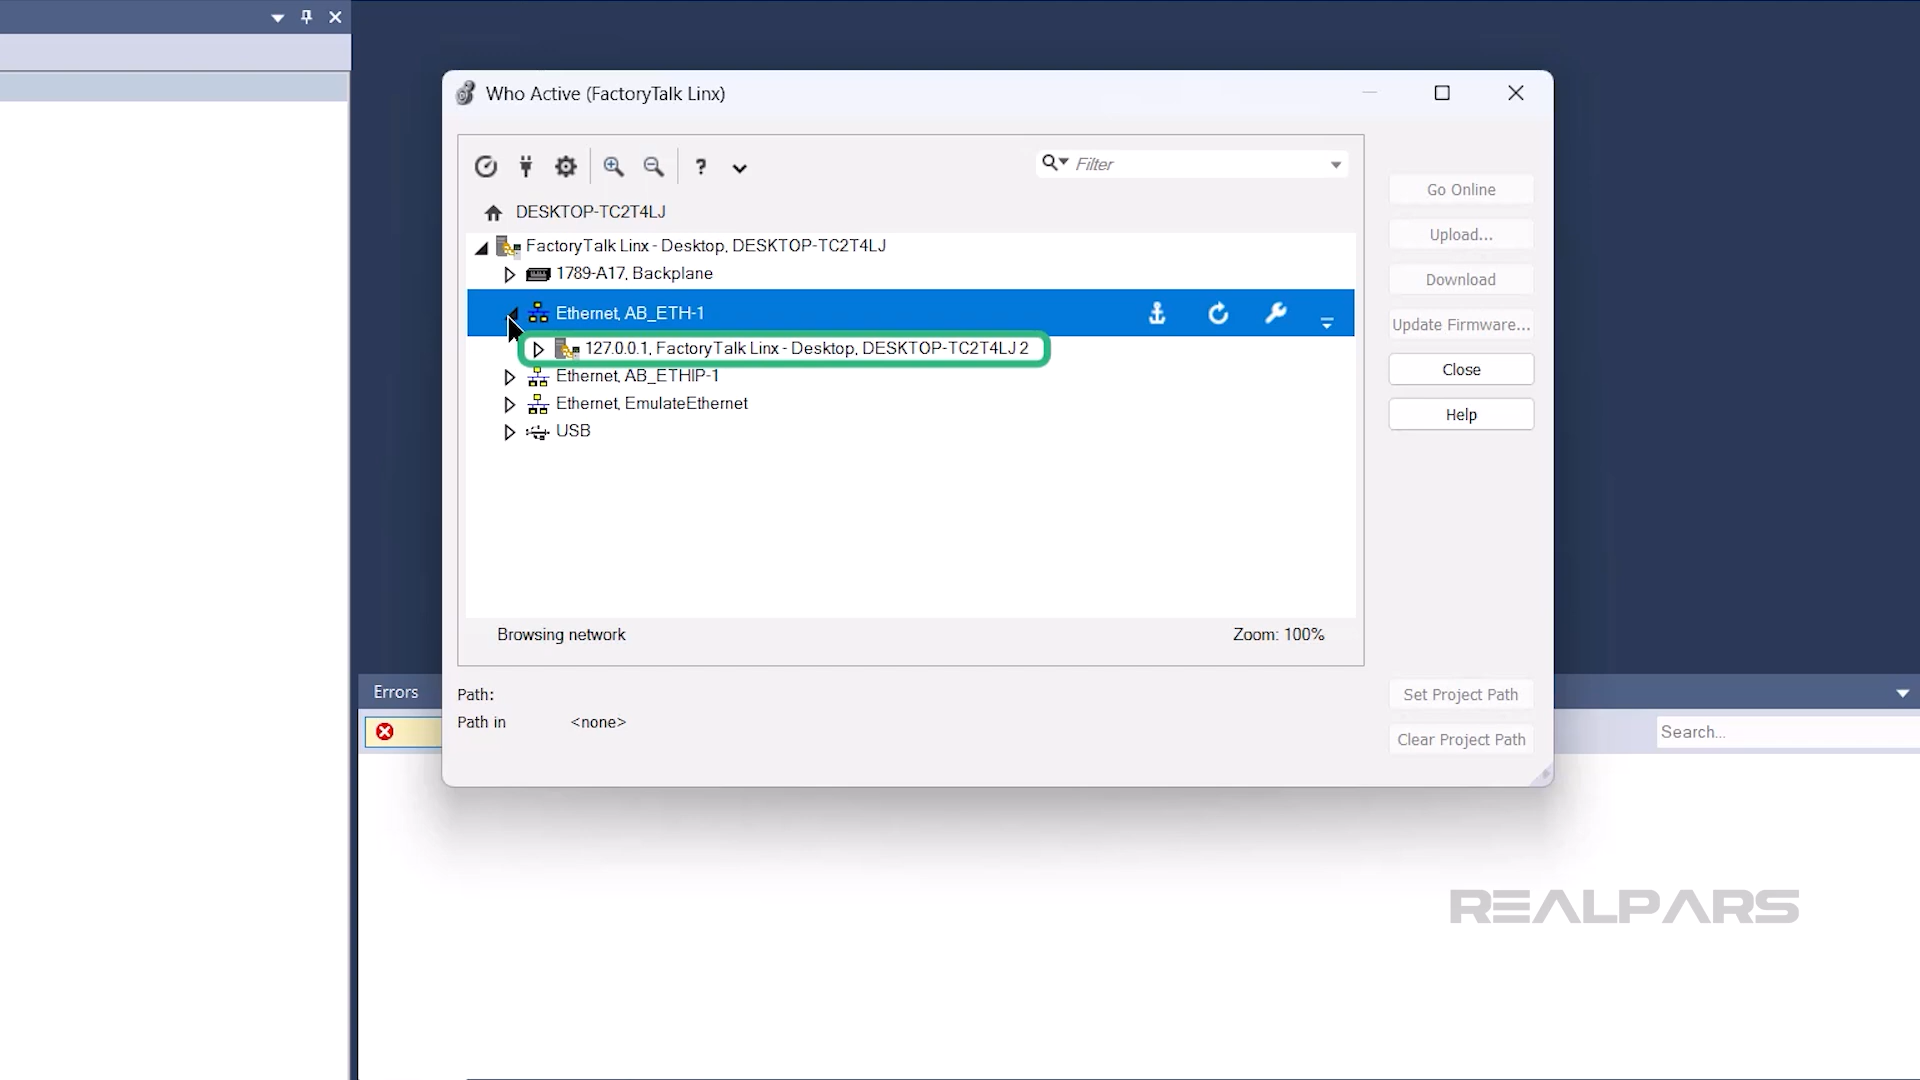 Who Active (FactoryTalk Linx)
Filter
DESKTOP-TC2T4LJ
FactoryTalk Linx - Desktop, DESKTOP-TC2T4LJ
1789-A17, Backplane
Ethernet, AB_ETH-1
127.0.0.1, FactoryTalk Linx - Desktop, DESKTOP-TC2T4LJ 2
Ethernet, AB_ETHIP-1
Ethernet, EmulateEthernet
USB
Browsing network
Zoom: 100%
Go Online
Upload...
Download
Update Firmware...
Close
Help
Path:
Path in <none>
Set Project Path
Clear Project Path
Errors
Search...
REALPARS